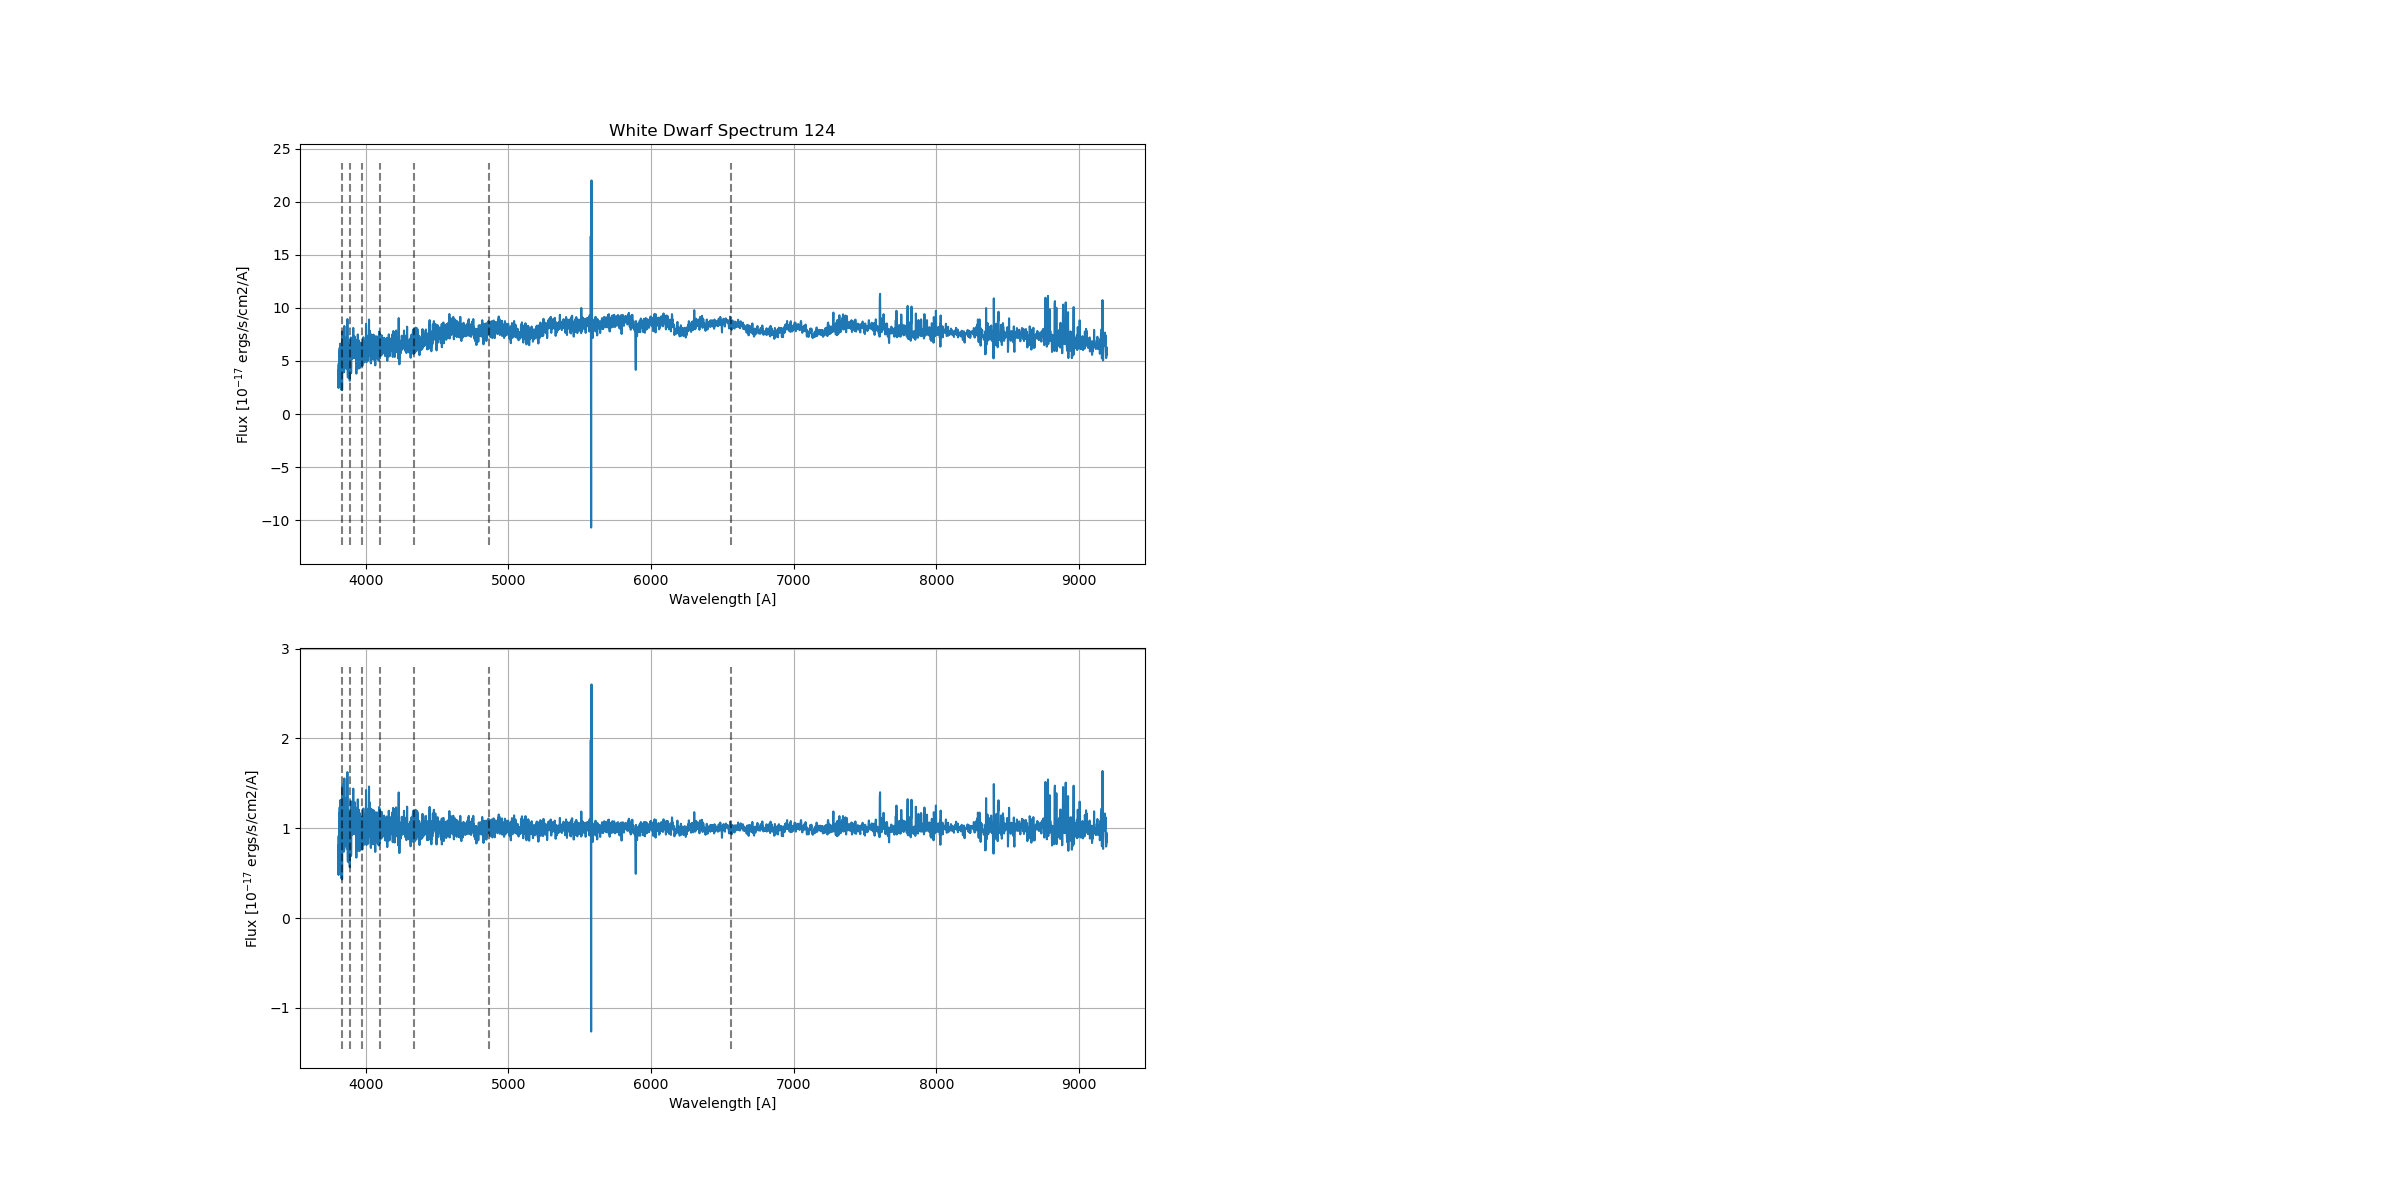 White Dwarf Spectrum 124
25
20
15
10
5
0
−5
−10
Flux [10⁻¹⁷ ergs/s/cm2/A]
4000 5000 6000 7000 8000 9000
Wavelength [A]
3
2
1
0
−1
Flux [10⁻¹⁷ ergs/s/cm2/A]
4000 5000 6000 7000 8000 9000
Wavelength [A]